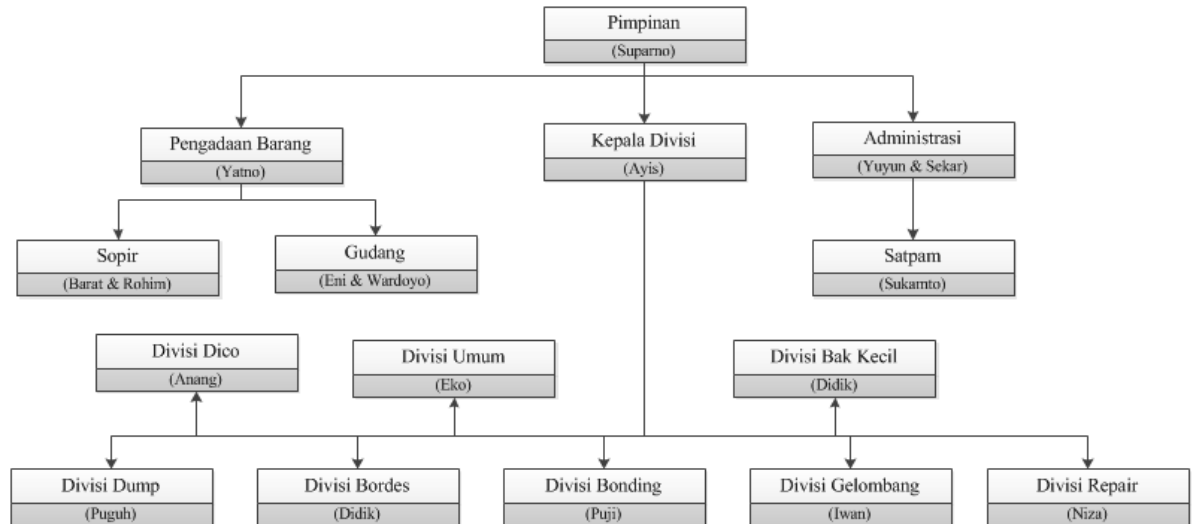 Pimpinan
(Suparno)
Pengadaan Barang
(Yatno)
Kepala Divisi
(Ayis)
Administrasi
(Yuyun & Sekar)
Sopir
(Barat & Rohim)
Gudang
(Eni & Wardoyo)
Satpam
(Sukamto)
Divisi Dico
(Anang)
Divisi Umum
(Eko)
Divisi Bak Kecil
(Didik)
Divisi Dump
(Puguh)
Divisi Bordes
(Didik)
Divisi Bonding
(Puji)
Divisi Gelombang
(Iwan)
Divisi Repair
(Niza)